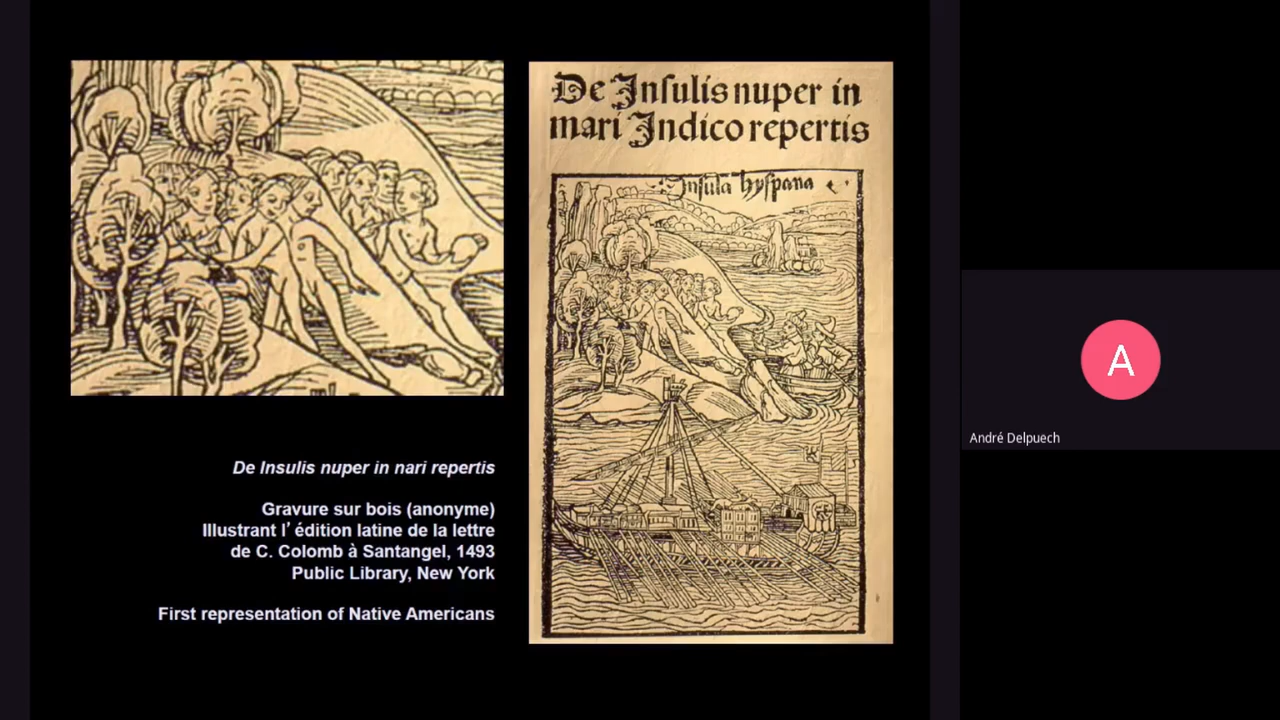 De Insulis nuper in
mari Indico repertis
Insula hyspana
De Insulis nuper in nari repertis
Gravure sur bois (anonyme)
Illustrant l’édition latine de la lettre
de C. Colomb à Santangel, 1493
Public Library, New York
First representation of Native Americans
A
André Delpuech